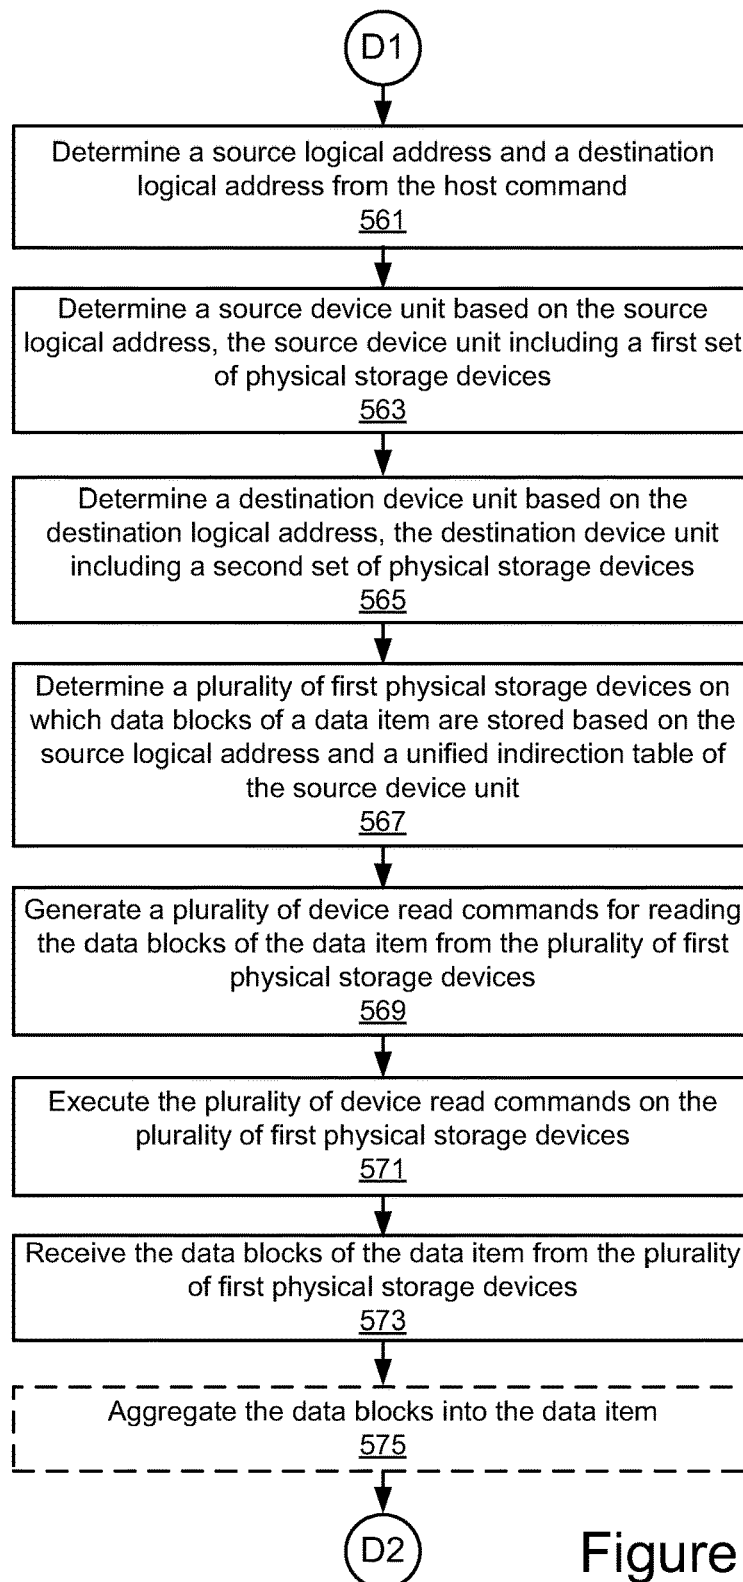 D1
Determine a source logical address and a destination
logical address from the host command
561
Determine a source device unit based on the source
logical address, the source device unit including a first set
of physical storage devices
563
Determine a destination device unit based on the
destination logical address, the destination device unit
including a second set of physical storage devices
565
Determine a plurality of first physical storage devices on
which data blocks of a data item are stored based on the
source logical address and a unified indirection table of
the source device unit
567
Generate a plurality of device read commands for reading
the data blocks of the data item from the plurality of first
physical storage devices
569
Execute the plurality of device read commands on the
plurality of first physical storage devices
571
Receive the data blocks of the data item from the plurality
of first physical storage devices
573
Aggregate the data blocks into the data item
575
D2
Figure